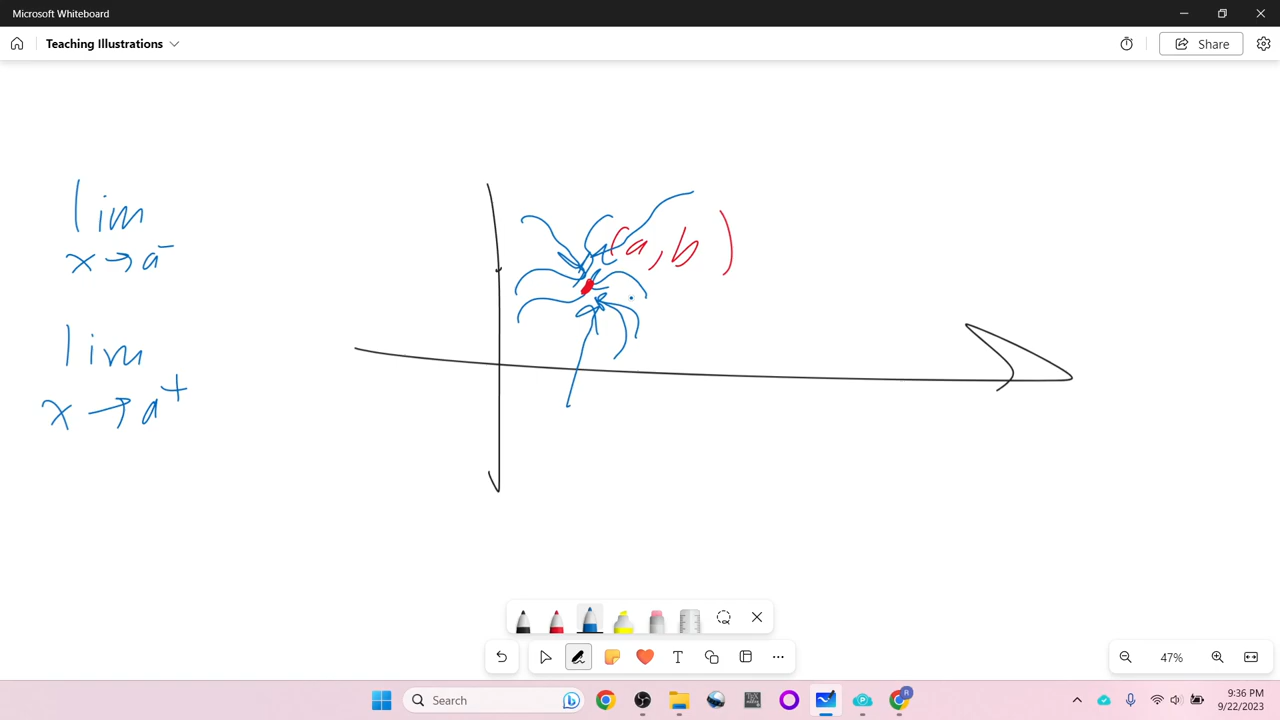 Microsoft Whiteboard
Teaching Illustrations
Share
lim
x → a⁻
(a, b)
lim
x → a⁺
47%
Search
9:36 PM
9/22/2023